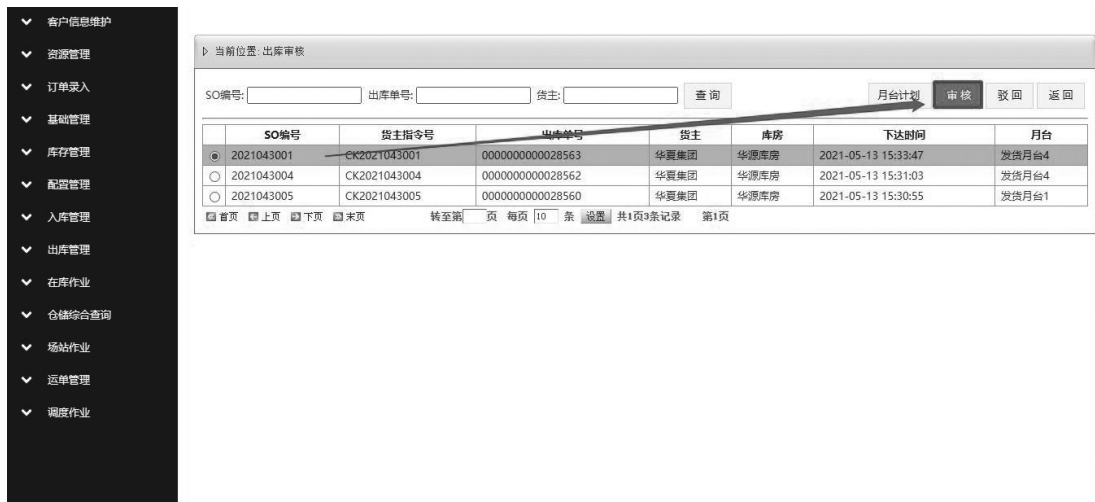 客户信息维护
资源管理
订单录入
基础管理
库存管理
配置管理
入库管理
出库管理
在库作业
仓储综合查询
场站作业
运单管理
调度作业
当前位置: 出库审核
SO编号: 出库单号: 货主: 查询 月台计划 审核 驳回 返回
SO编号 货主指令号 出库单号 货主 库房 下达时间 月台
2021043001 CK2021043001 0000000000028563 华夏集团 华源库房 2021-05-13 15:33:47 发货月台4
2021043004 CK2021043004 0000000000028562 华夏集团 华源库房 2021-05-13 15:31:03 发货月台4
2021043005 CK2021043005 0000000000028560 华夏集团 华源库房 2021-05-13 15:30:55 发货月台1
首页 上页 下页 末页 转至第 页 每页 10 条 设置 共1页3条记录 第1页